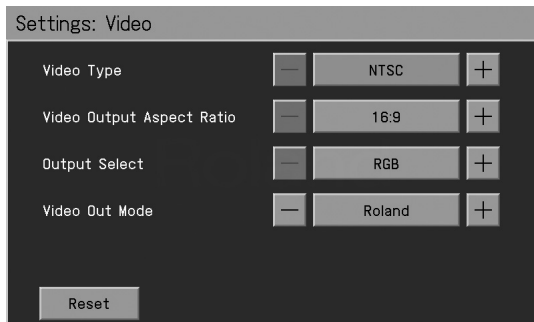 Settings: Video
Video Type — NTSC +
Video Output Aspect Ratio — 16:9 +
Output Select — RGB +
Video Out Mode — Roland +
Reset